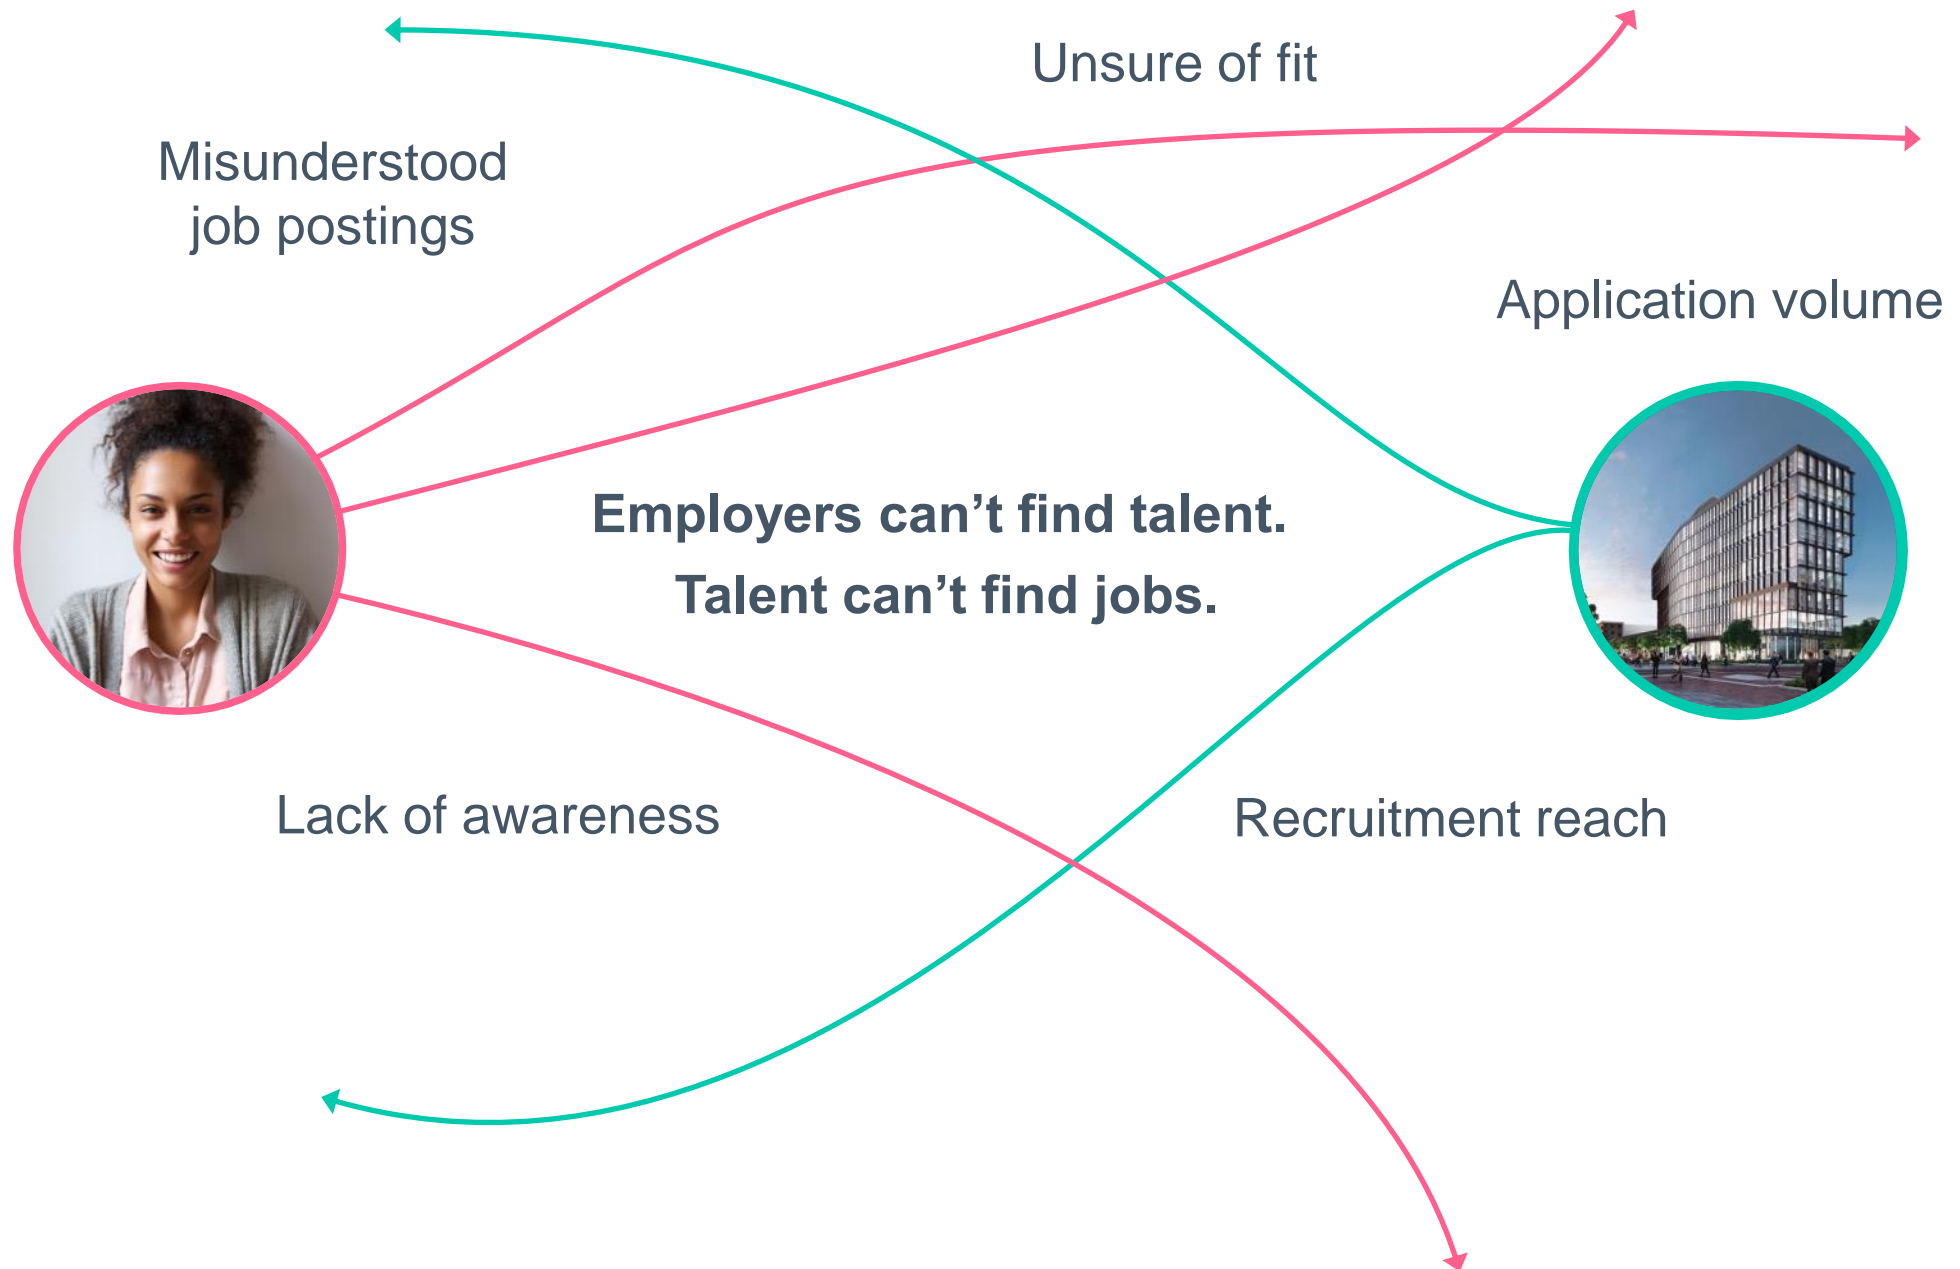 Unsure of fit
Misunderstood
job postings
Application volume
Employers can’t find talent.
Talent can’t find jobs.
Lack of awareness
Recruitment reach